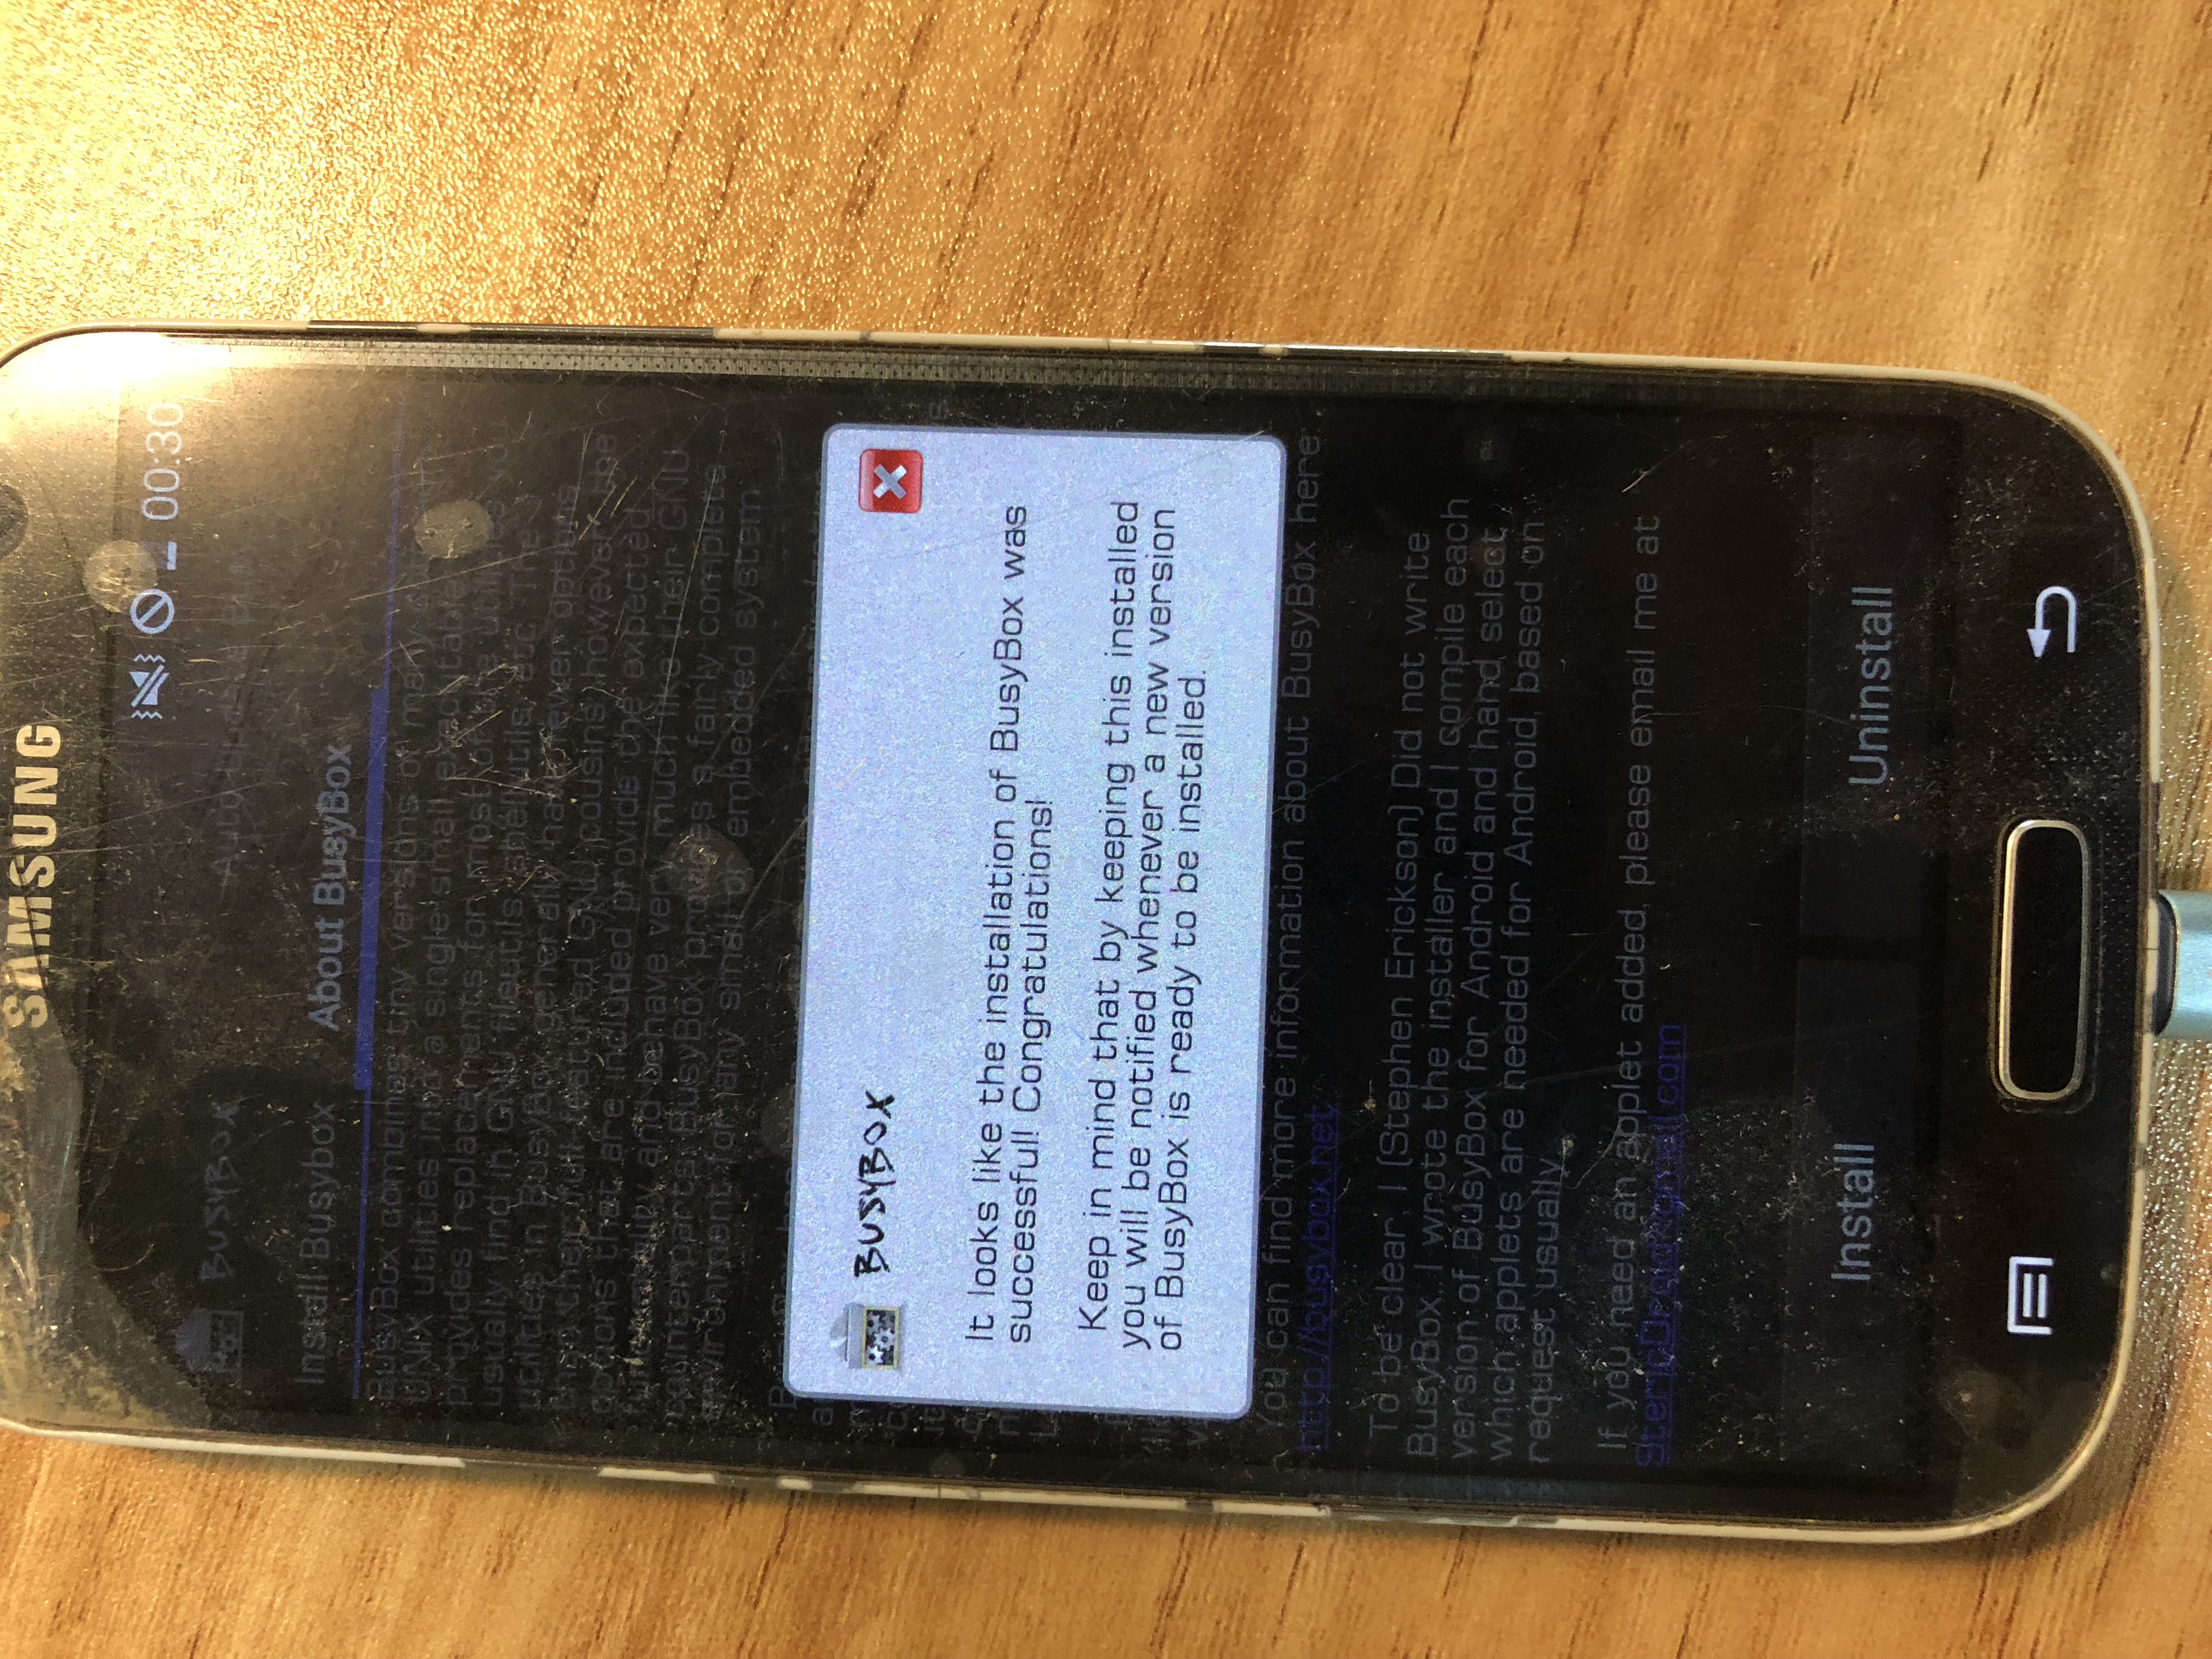 SAMSUNG
00:30
BUSYBOX
Install Busybox
About BusyBox
BusyBox combines tiny versions of many
UNIX utilities into a single small executable
provides replacements for most of the utilities you
usually find in GNU fileutils, shellutils, etc. The
utilities in BusyBox generally have fewer options
than their full-featured GNU cousins; however, the
options that are included provide the expected
functionality and behave very much like their GNU
counterparts. BusyBox provides a fairly complete
environment for any small or embedded system.
BUSYBOX
It looks like the installation of BusyBox was
successful! Congratulations!
Keep in mind that by keeping this installed
you will be notified whenever a new version
of BusyBox is ready to be installed.
You can find more information about BusyBox here:
http://busybox.net
To be clear, I (Stephen Erickson) Did not write
BusyBox, I wrote the installer and I compile each
version of BusyBox for Android and hand select
which applets are needed for Android, based on
request usually.
If you need an applet added, please email me at
StericDroid@gmail.com
Install
Uninstall